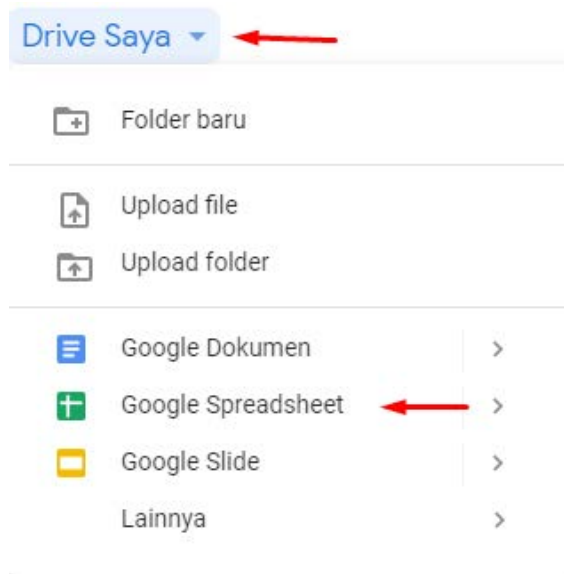 Drive Saya
Folder baru
Upload file
Upload folder
Google Dokumen
Google Spreadsheet
Google Slide
Lainnya